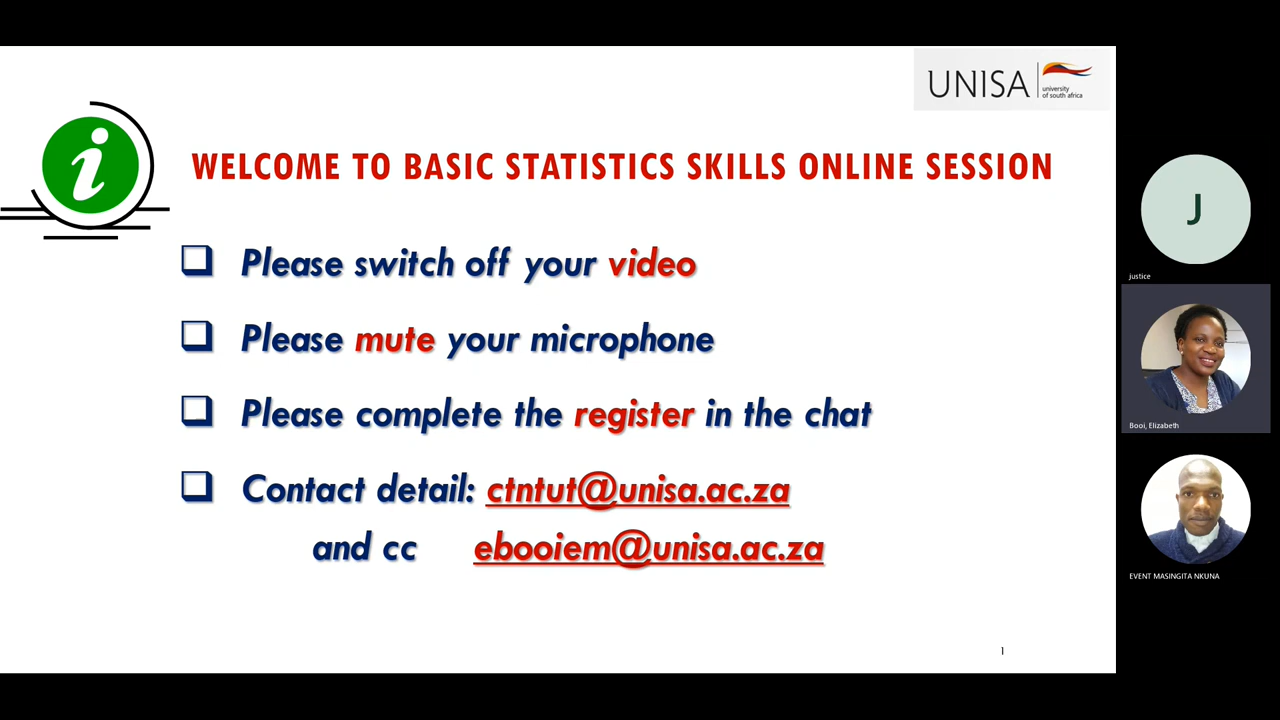 UNISA
university
of south africa
i
WELCOME TO BASIC STATISTICS SKILLS ONLINE SESSION
Please switch off your video
Please mute your microphone
Please complete the register in the chat
Contact detail: ctntut@unisa.ac.za
and cc ebooiem@unisa.ac.za
1
J
justice
Booi, Elizabeth
EVENT MASINGITA NKUNA